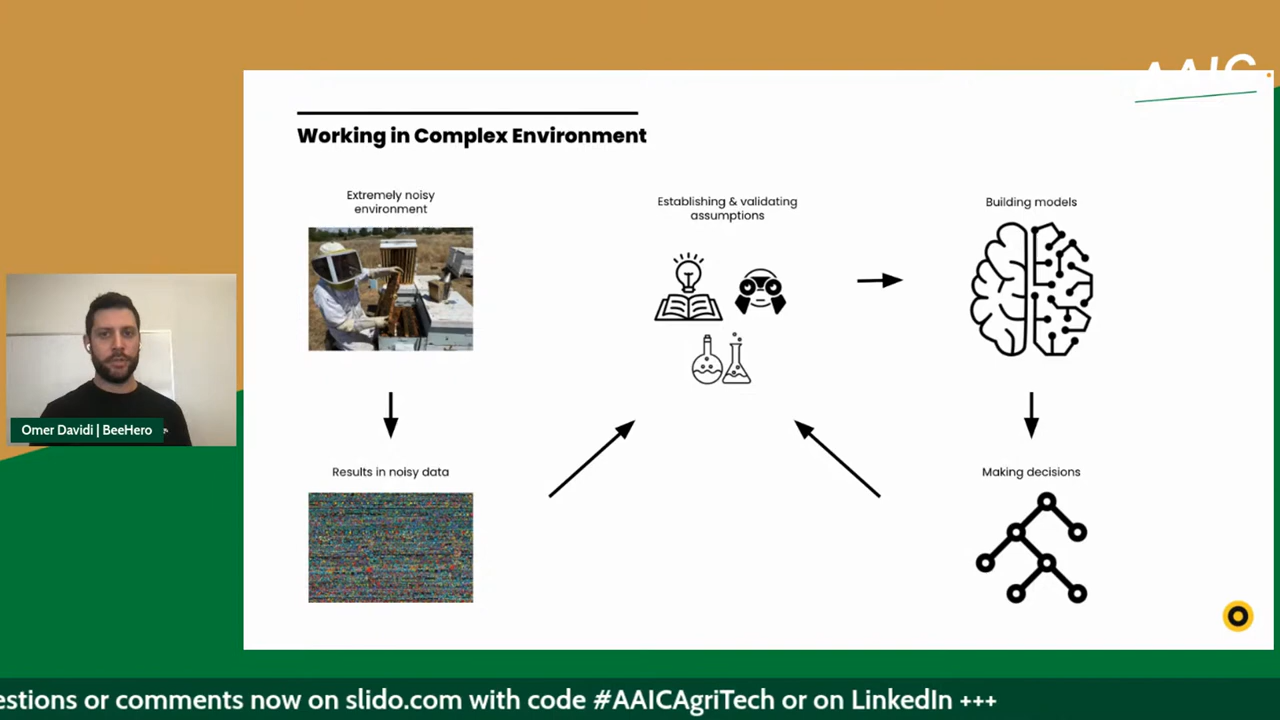 AAIC
Working in Complex Environment
Extremely noisy
environment
Establishing & validating
assumptions
Building models
Results in noisy data
Making decisions
Omer Davidi | BeeHero
estions or comments now on slido.com with code #AAICAgriTech or on LinkedIn +++